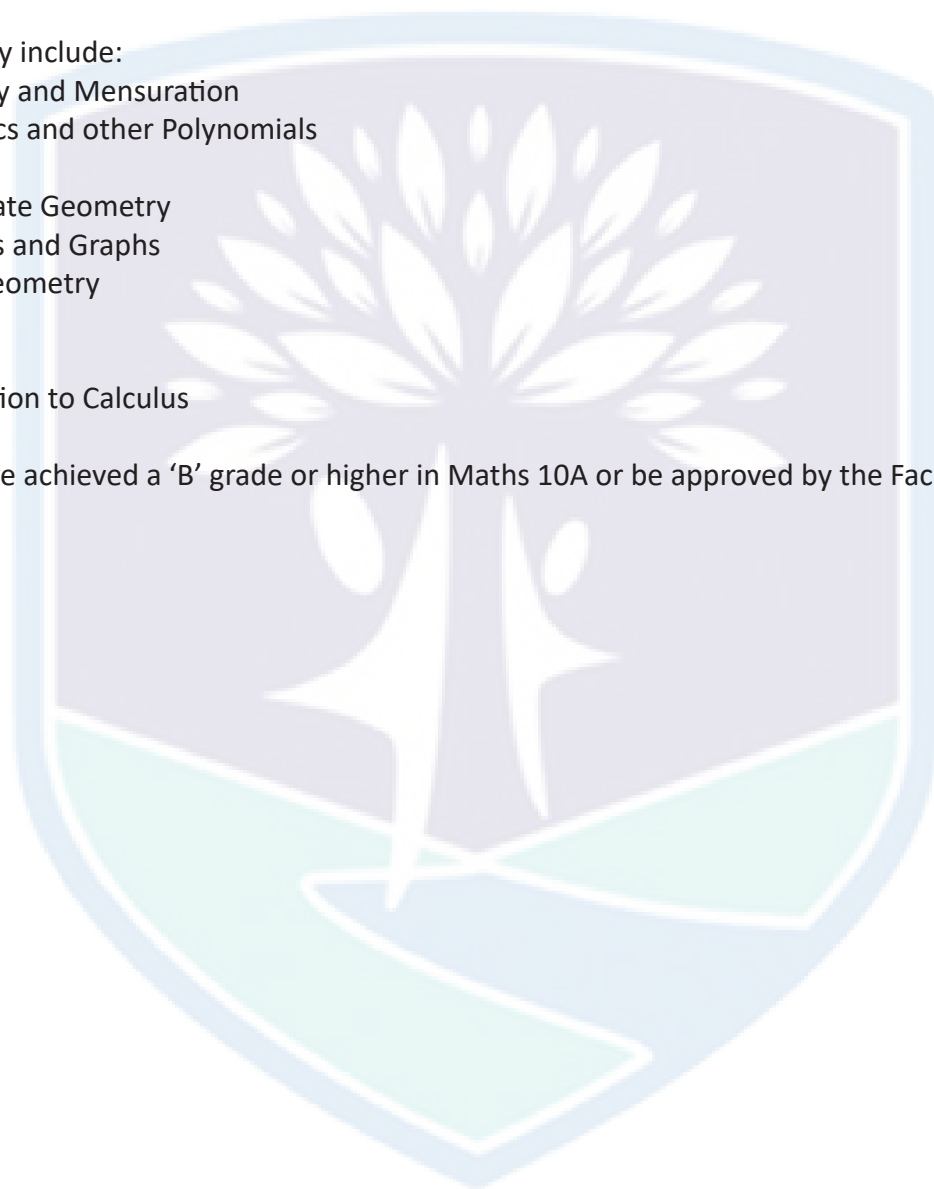 y include:
y and Mensuration
cs and other Polynomials
ate Geometry
s and Graphs
eometry
ion to Calculus
e achieved a ‘B’ grade or higher in Maths 10A or be approved by the Fac